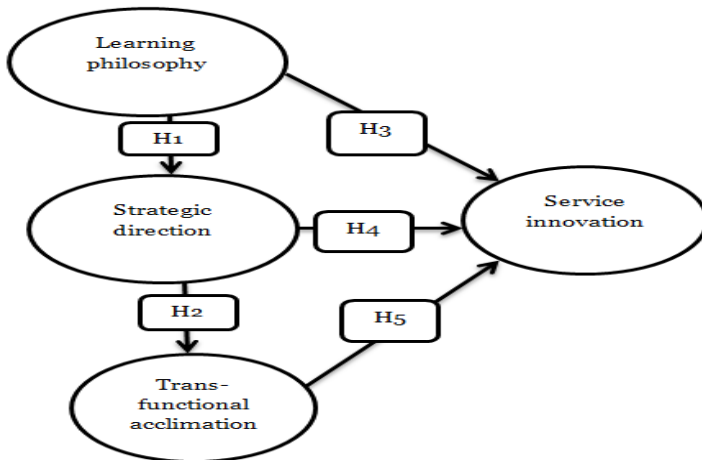 Learning
philosophy
H1
H3
Strategic
direction
H4
Service
innovation
H2
H5
Trans-
functional
acclimation